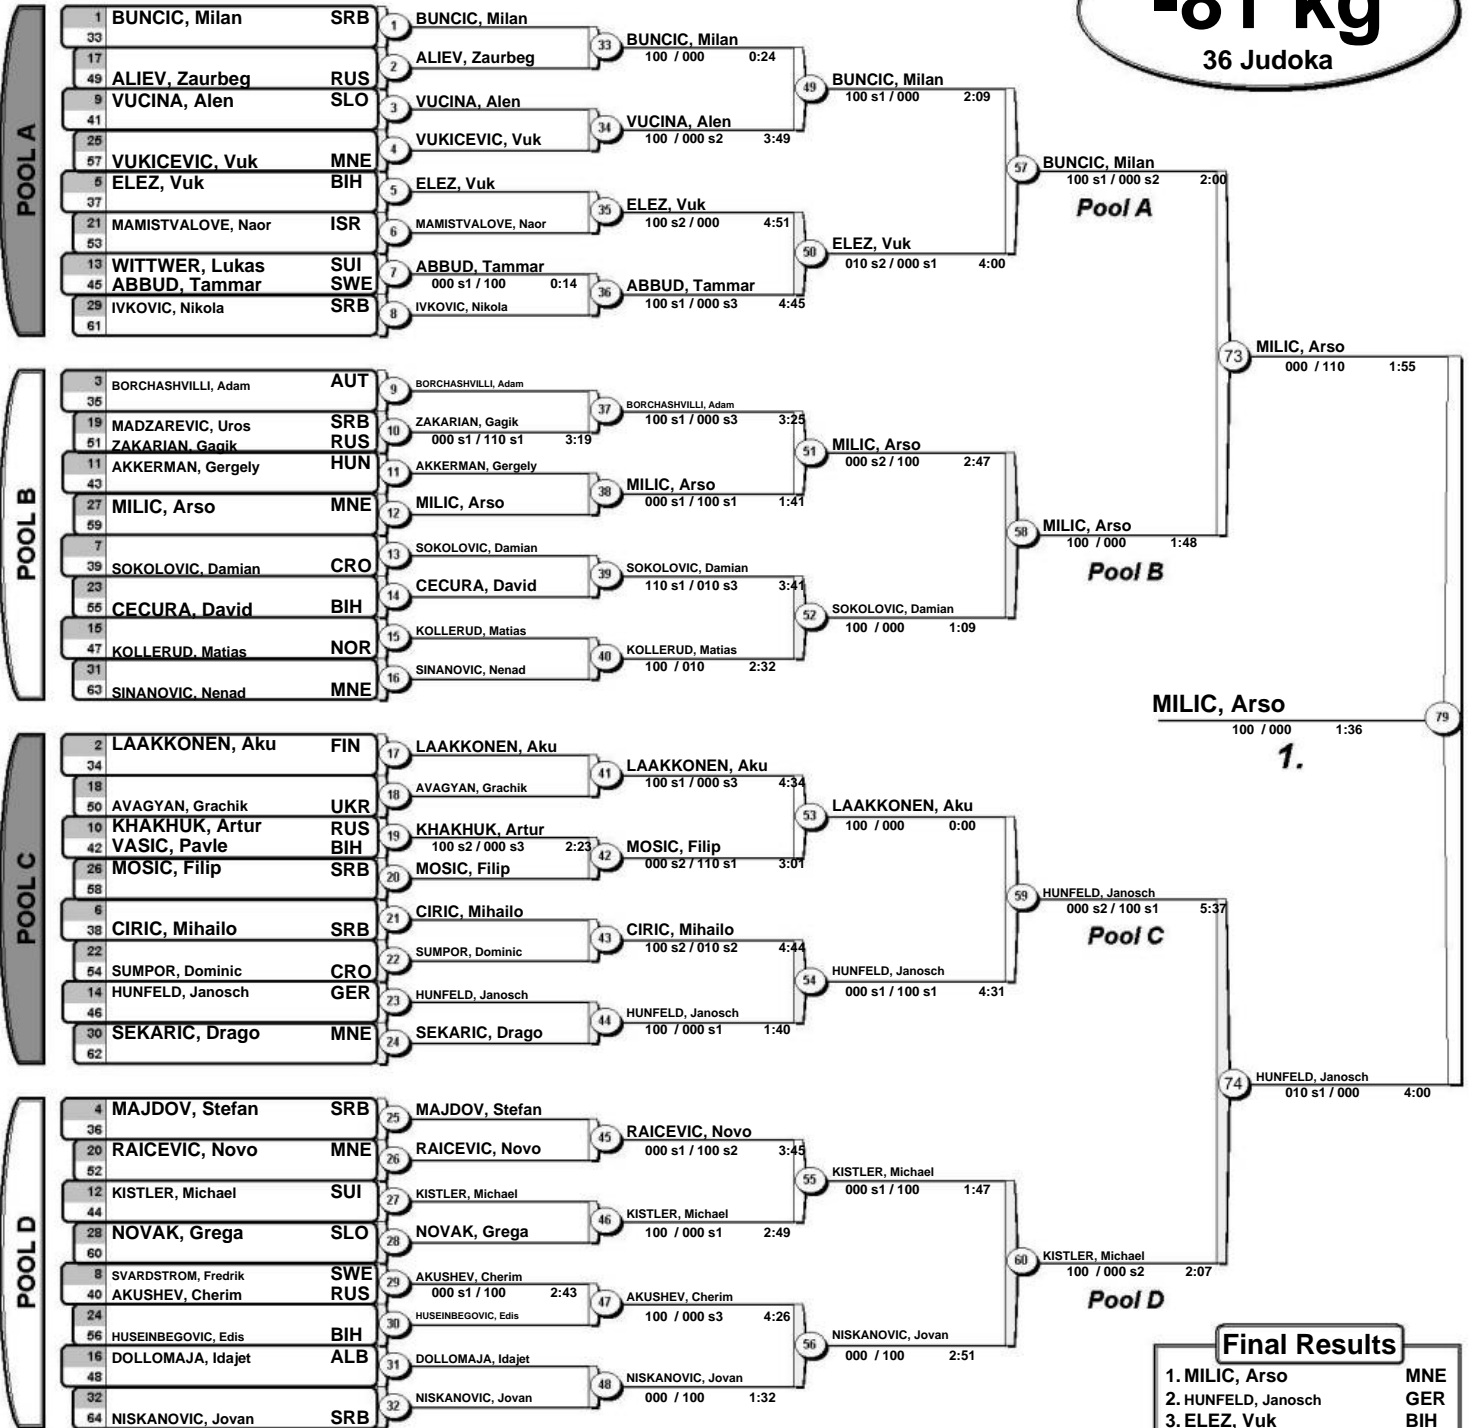 -81 kg
36 Judoka
POOL A
1 BUNCIC, Milan SRB
33
17
49 ALIEV, Zaurbeg RUS
9 VUCINA, Alen SLO
41
25
57 VUKICEVIC, Vuk MNE
5 ELEZ, Vuk BIH
37
21 MAMISTVALOVE, Naor ISR
53
13 WITTWER, Lukas SUI
45 ABBUD, Tammar SWE
29 IVKOVIC, Nikola SRB
61
1 BUNCIC, Milan
2 ALIEV, Zaurbeg
3 VUCINA, Alen
4 VUKICEVIC, Vuk
5 ELEZ, Vuk
6 MAMISTVALOVE, Naor
7 ABBUD, Tammar
000 s1 / 100 0:14
8 IVKOVIC, Nikola
33 BUNCIC, Milan
100 / 000 0:24
34 VUCINA, Alen
100 / 000 s2 3:49
35 ELEZ, Vuk
100 s2 / 000 4:51
36 ABBUD, Tammar
100 s1 / 000 s3 4:45
49 BUNCIC, Milan
100 s1 / 000 2:09
50 ELEZ, Vuk
010 s2 / 000 s1 4:00
57 BUNCIC, Milan
100 s1 / 000 s2 2:00
Pool A
POOL B
3 BORCHASHVILLI, Adam AUT
35
19 MADZAREVIC, Uros SRB
51 ZAKARIAN, Gagik RUS
11 AKKERMAN, Gergely HUN
43
27 MILIC, Arso MNE
59
7
39 SOKOLOVIC, Damian CRO
23
55 CECURA, David BIH
15
47 KOLLERUD, Matias NOR
31
63 SINANOVIC, Nenad MNE
9 BORCHASHVILLI, Adam
10 ZAKARIAN, Gagik
000 s1 / 110 s1 3:19
11 AKKERMAN, Gergely
12 MILIC, Arso
13 SOKOLOVIC, Damian
14 CECURA, David
15 KOLLERUD, Matias
16 SINANOVIC, Nenad
37 BORCHASHVILLI, Adam
100 s1 / 000 s3 3:25
38 MILIC, Arso
000 s1 / 100 s1 1:41
39 SOKOLOVIC, Damian
110 s1 / 010 s3 3:41
40 KOLLERUD, Matias
100 / 010 2:32
51 MILIC, Arso
000 s2 / 100 2:47
52 SOKOLOVIC, Damian
100 / 000 1:09
58 MILIC, Arso
100 / 000 1:48
Pool B
73 MILIC, Arso
000 / 110 1:55
POOL C
2 LAAKKONEN, Aku FIN
34
18
50 AVAGYAN, Grachik UKR
10 KHAKHUK, Artur RUS
42 VASIC, Pavle BIH
26 MOSIC, Filip SRB
58
6
38 CIRIC, Mihailo SRB
22
54 SUMPOR, Dominic CRO
14 HUNFELD, Janosch GER
46
30 SEKARIC, Drago MNE
62
17 LAAKKONEN, Aku
18 AVAGYAN, Grachik
19 KHAKHUK, Artur
100 s2 / 000 s3 2:23
20 MOSIC, Filip
21 CIRIC, Mihailo
22 SUMPOR, Dominic
23 HUNFELD, Janosch
24 SEKARIC, Drago
41 LAAKKONEN, Aku
100 s1 / 000 s3 4:34
42 MOSIC, Filip
000 s2 / 110 s1 3:01
43 CIRIC, Mihailo
100 s2 / 010 s2 4:44
44 HUNFELD, Janosch
100 / 000 s1 1:40
53 LAAKKONEN, Aku
100 / 000 0:00
54 HUNFELD, Janosch
000 s1 / 100 s1 4:31
59 HUNFELD, Janosch
000 s2 / 100 s1 5:37
Pool C
79 MILIC, Arso
100 / 000 1:36
1.
POOL D
4 MAJDOV, Stefan SRB
36
20 RAICEVIC, Novo MNE
52
12 KISTLER, Michael SUI
44
28 NOVAK, Grega SLO
60
8 SVARDSTROM, Fredrik SWE
40 AKUSHEV, Cherim RUS
24
56 HUSEINBEGOVIC, Edis BIH
16 DOLLOMAJA, Idajet ALB
48
32
64 NISKANOVIC, Jovan SRB
25 MAJDOV, Stefan
26 RAICEVIC, Novo
27 KISTLER, Michael
28 NOVAK, Grega
29 AKUSHEV, Cherim
000 s1 / 100 2:43
30 HUSEINBEGOVIC, Edis
31 DOLLOMAJA, Idajet
32 NISKANOVIC, Jovan
45 RAICEVIC, Novo
000 s1 / 100 s2 3:45
46 KISTLER, Michael
100 / 000 s1 2:49
47 AKUSHEV, Cherim
100 / 000 s3 4:26
48 NISKANOVIC, Jovan
000 / 100 1:32
55 KISTLER, Michael
000 s1 / 100 1:47
56 NISKANOVIC, Jovan
000 / 100 2:51
60 KISTLER, Michael
100 / 000 s2 2:07
Pool D
74 HUNFELD, Janosch
010 s1 / 000 4:00
Final Results
1. MILIC, Arso MNE
2. HUNFELD, Janosch GER
3. ELEZ, Vuk BIH